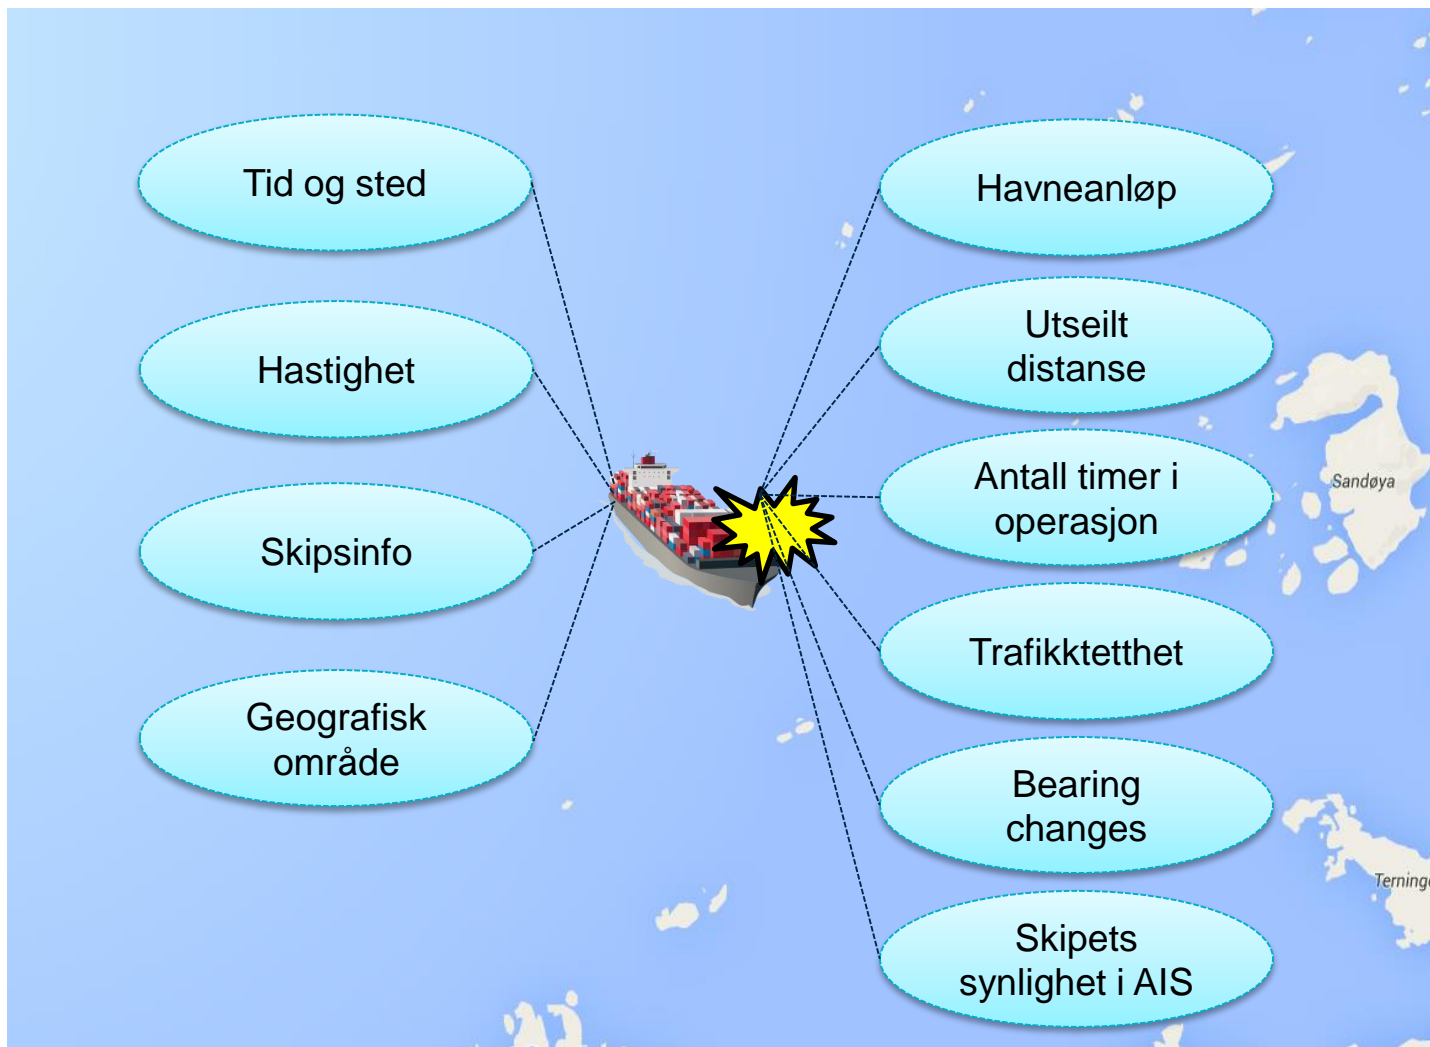 Tid og sted
Hastighet
Skipsinfo
Geografisk
område
Havneanløp
Utseilt
distanse
Antall timer i
operasjon
Trafikktetthet
Bearing
changes
Skipets
synlighet i AIS
Sandøya